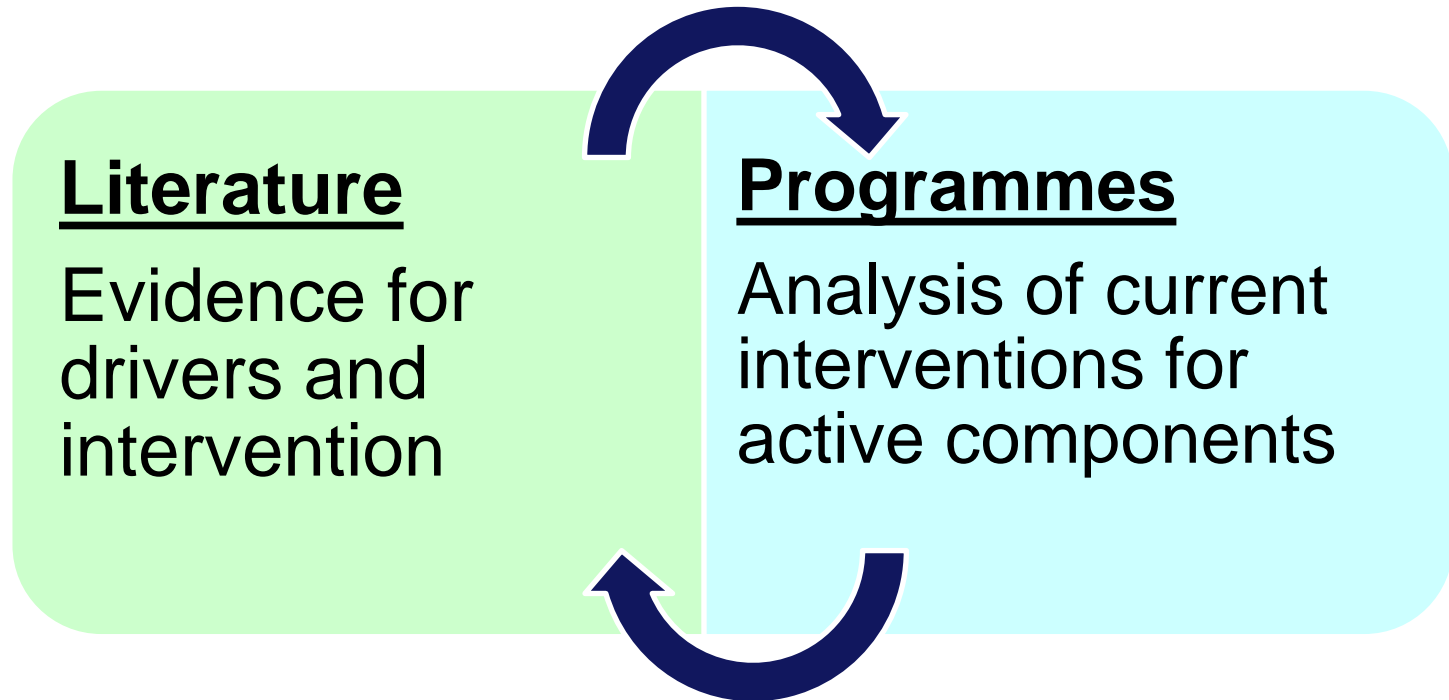 Literature
Evidence for
drivers and
intervention
Programmes
Analysis of current
interventions for
active components